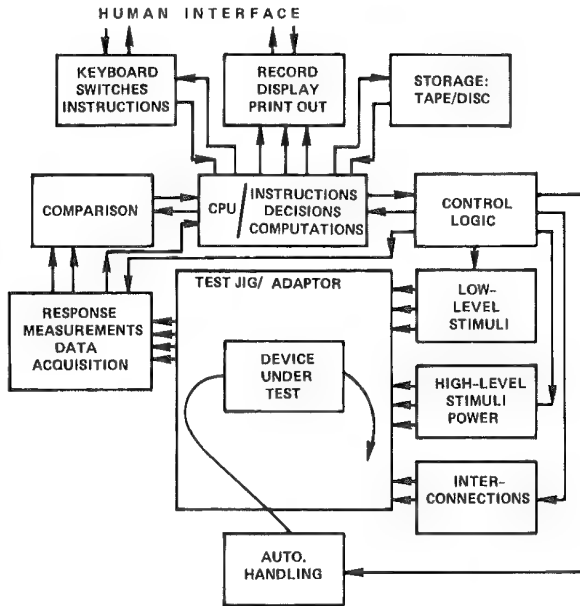 HUMAN INTERFACE
KEYBOARD
SWITCHES
INSTRUCTIONS
RECORD
DISPLAY
PRINT OUT
STORAGE:
TAPE/DISC
COMPARISON
CPU / INSTRUCTIONS
DECISIONS
COMPUTATIONS
CONTROL
LOGIC
RESPONSE
MEASUREMENTS
DATA
ACQUISITION
TEST JIG/ ADAPTOR
LOW-
LEVEL
STIMULI
DEVICE
UNDER
TEST
HIGH-LEVEL
STIMULI
POWER
INTER-
CONNECTIONS
AUTO.
HANDLING